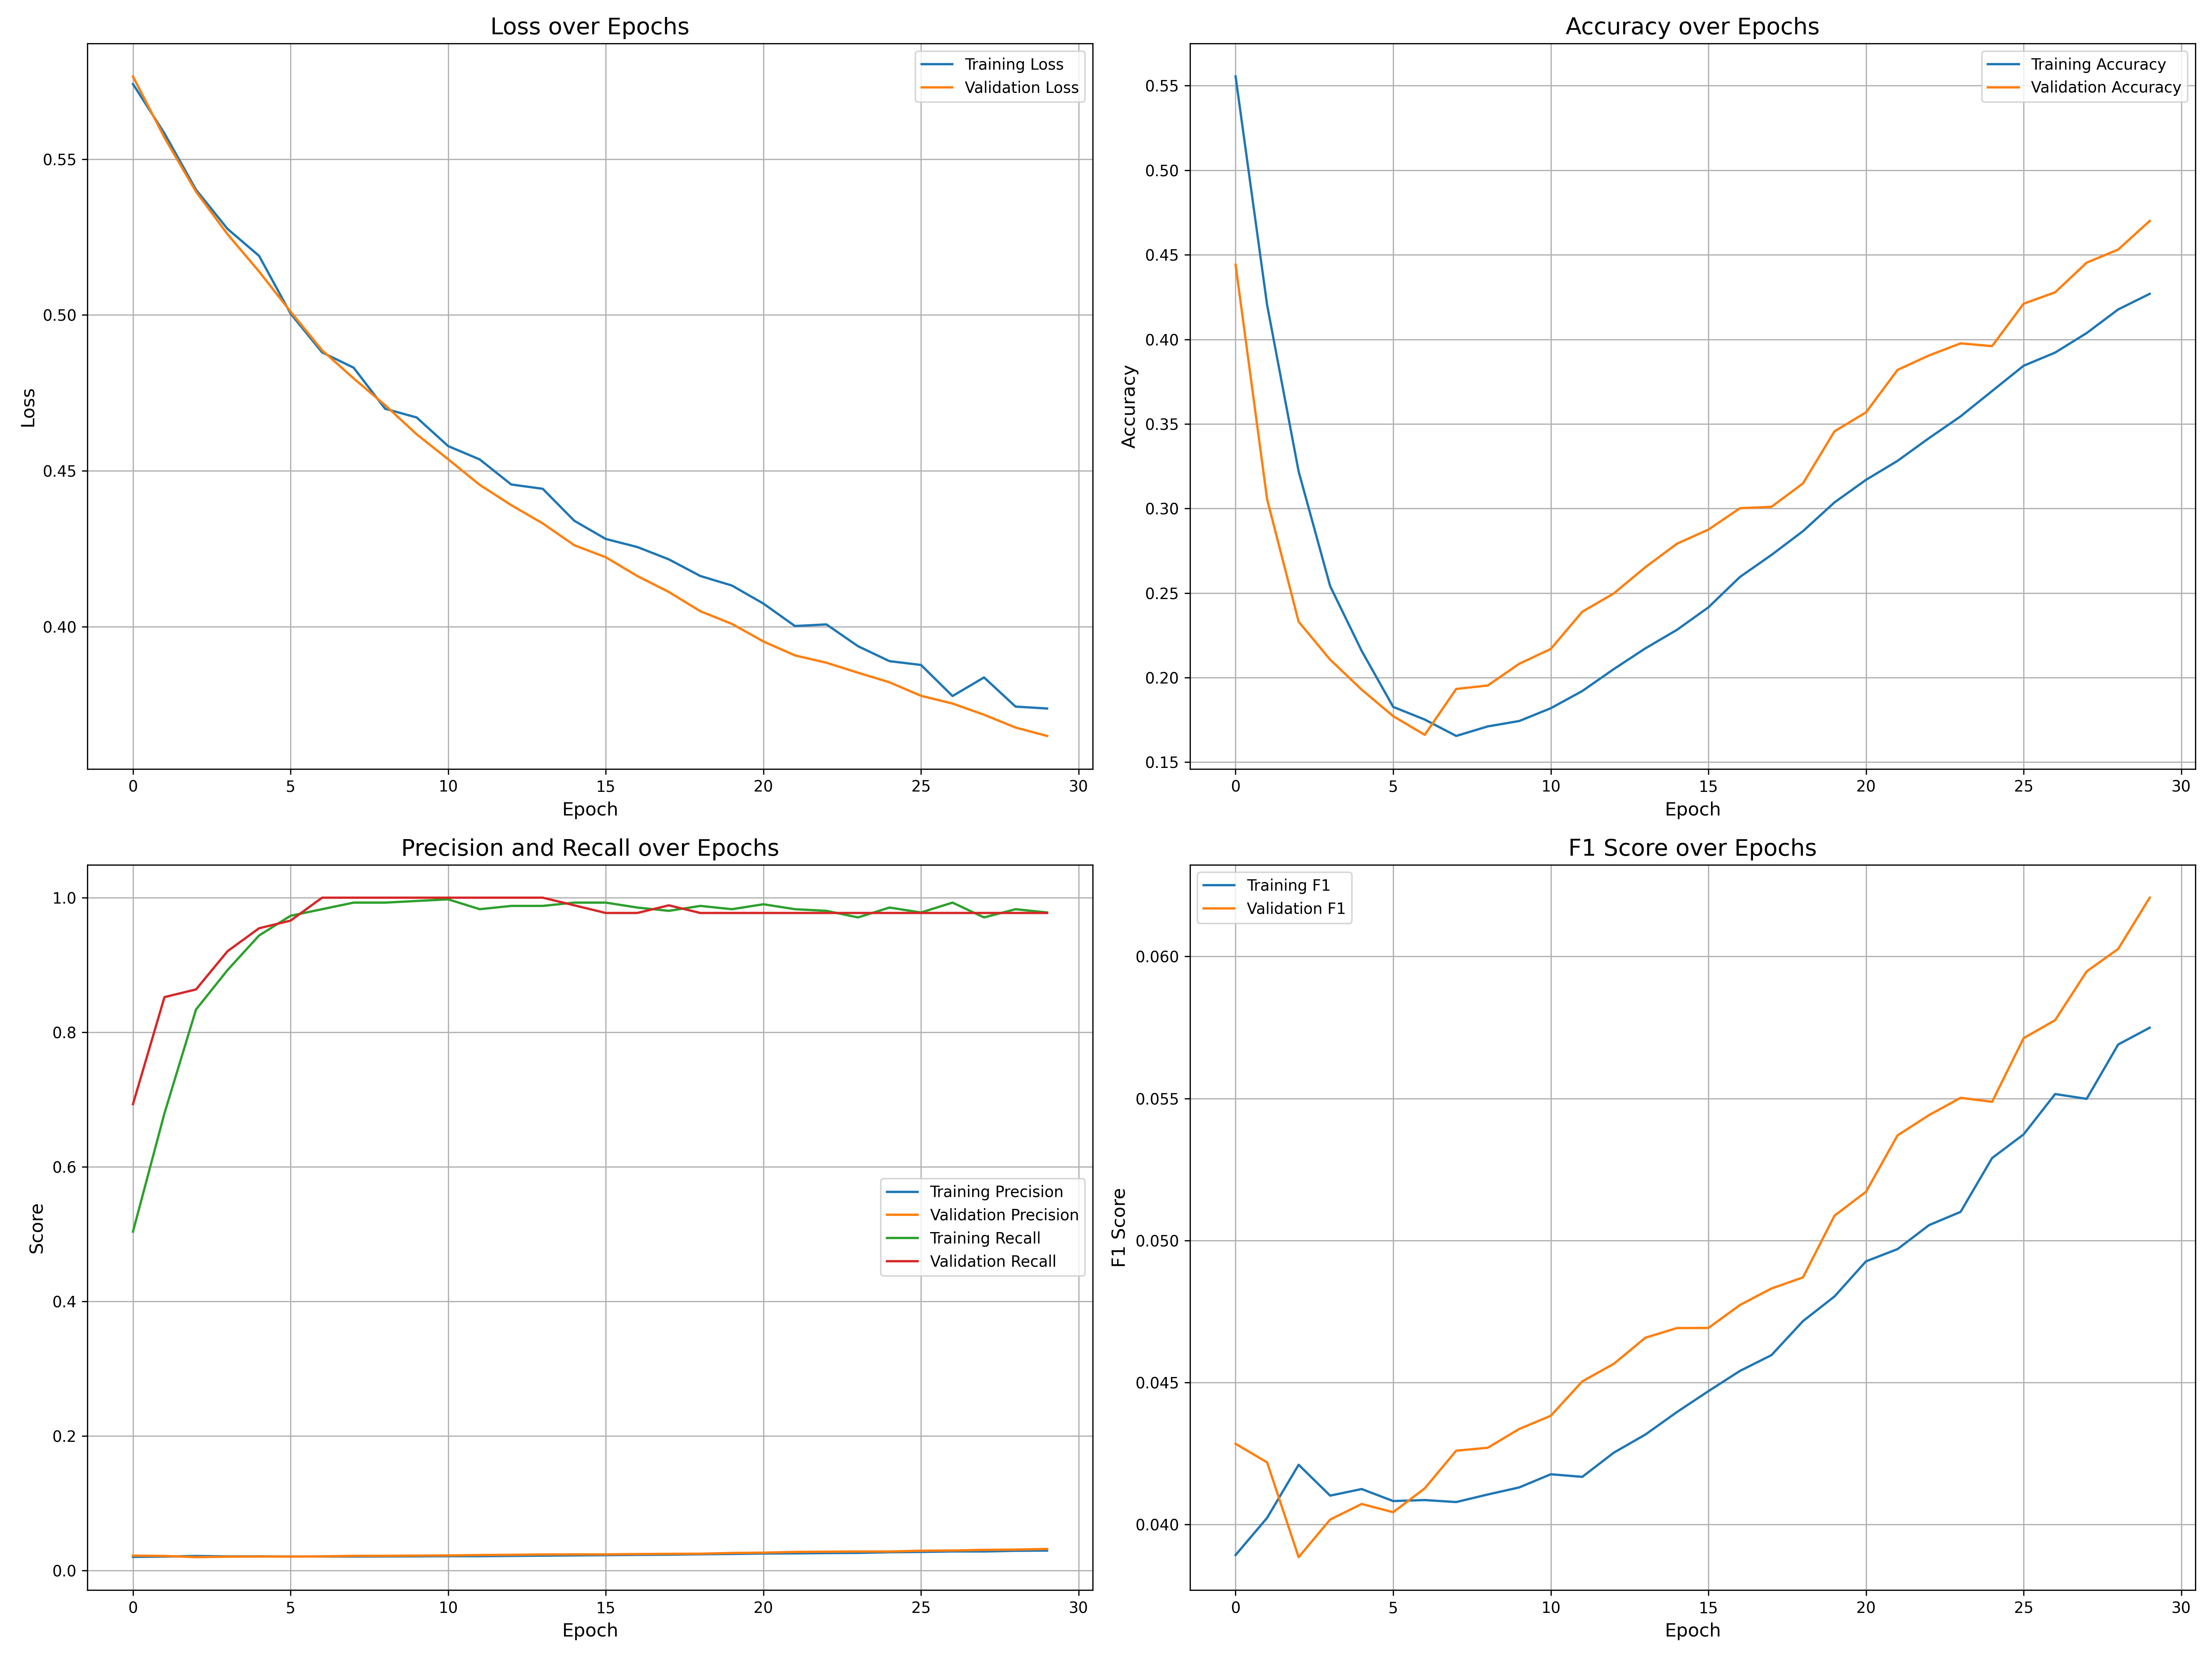 Loss over Epochs
Training Loss
Validation Loss
0.55
0.50
0.45
0.40
Loss
0 5 10 15 20 25 30
Epoch
Accuracy over Epochs
Training Accuracy
Validation Accuracy
0.55
0.50
0.45
0.40
0.35
0.30
0.25
0.20
0.15
Accuracy
0 5 10 15 20 25 30
Epoch
Precision and Recall over Epochs
1.0
0.8
0.6
0.4
0.2
0.0
Score
Training Precision
Validation Precision
Training Recall
Validation Recall
0 5 10 15 20 25 30
Epoch
F1 Score over Epochs
Training F1
Validation F1
0.060
0.055
0.050
0.045
0.040
F1 Score
0 5 10 15 20 25 30
Epoch